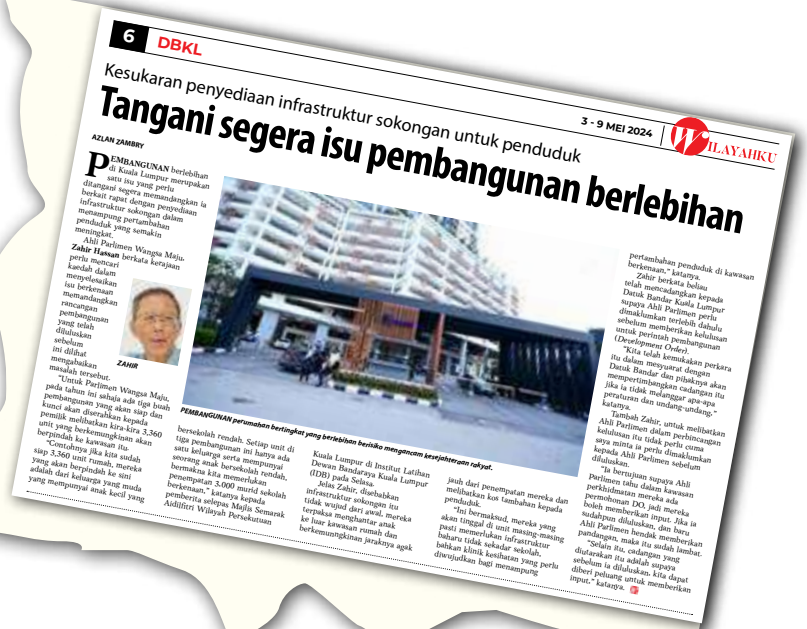 6
DBKL
3 - 9 MEI 2024
WILAYAHKU
Kesukaran penyediaan infrastruktur sokongan untuk penduduk
Tangani segera isu pembangunan berlebihan
AZLAN ZAMBRY
PEMBANGUNAN berlebihan
di Kuala Lumpur merupakan
satu isu yang perlu
ditangani segera memandangkan ia
berkait rapat dengan penyediaan
infrastruktur sokongan dalam
menampung pertambahan
penduduk yang semakin
meningkat.
Ahli Parlimen Wangsa Maju,
Zahir Hassan berkata kerajaan
perlu mencari
kaedah dalam
menyelesaikan
isu berkenaan
memandangkan
rancangan
pembangunan
yang telah
diluluskan
sebelum
ini dilihat
mengabaikan
masalah tersebut.
ZAHIR
"Untuk Parlimen Wangsa Maju,
pada tahun ini sahaja ada tiga buah
pembangunan yang akan siap dan
kunci akan diserahkan kepada
pemilik melibatkan kira-kira 3,360
unit yang berkemungkinan akan
berpindah ke kawasan itu.
"Contohnya jika kita sudah
siap 3,360 unit rumah, mereka
yang akan berpindah ke sini
adalah dari keluarga yang muda
yang mempunyai anak kecil yang
PEMBANGUNAN perumahan bertingkat yang berlebihan berisiko mengancam kesejahteraan rakyat.
bersekolah rendah. Setiap unit di
tiga pembangunan ini hanya ada
satu keluarga serta mempunyai
seorang anak bersekolah rendah,
bermakna kita memerlukan
penempatan 3,000 murid sekolah
berkenaan," katanya kepada
pemberita selepas Majlis Semarak
Aidilfitri Wilayah Persekutuan
Kuala Lumpur di Institut Latihan
Dewan Bandaraya Kuala Lumpur
(IDB) pada Selasa.
Jelas Zahir, disebabkan
infrastruktur sokongan itu
tidak wujud dari awal, mereka
terpaksa menghantar anak
ke luar kawasan rumah dan
berkemungkinan jaraknya agak
jauh dari penempatan mereka dan
melibatkan kos tambahan kepada
penduduk.
"Ini bermaksud, mereka yang
akan tinggal di unit masing-masing
pasti memerlukan infrastruktur
baharu tidak sekadar sekolah,
bahkan klinik kesihatan yang perlu
diwujudkan bagi menampung
pertambahan penduduk di kawasan
berkenaan," katanya.
Zahir berkata beliau
telah mencadangkan kepada
Datuk Bandar Kuala Lumpur
supaya Ahli Parlimen perlu
dimaklumkan terlebih dahulu
sebelum memberikan kelulusan
untuk perintah pembangunan
(Development Order).
"Kita telah kemukakan perkara
itu dalam mesyuarat dengan
Datuk Bandar dan pihaknya akan
mempertimbangkan cadangan itu
jika ia tidak melanggar apa-apa
peraturan dan undang-undang,"
katanya.
Tambah Zahir, untuk melibatkan
Ahli Parlimen dalam perbincangan
kelulusan itu tidak perlu cuma
saya minta ia perlu dimaklumkan
kepada Ahli Parlimen sebelum
diluluskan.
"Ia bertujuan supaya Ahli
Parlimen tahu dalam kawasan
perkhidmatan mereka ada
permohonan DO, jadi mereka
boleh memberikan input. Jika ia
sudahpun diluluskan, dan baru
Ahli Parlimen hendak memberikan
pandangan, maka itu sudah lambat.
"Selain itu, cadangan yang
diutarakan itu adalah supaya
sebelum ia diluluskan, kita dapat
diberi peluang untuk memberikan
input," katanya.